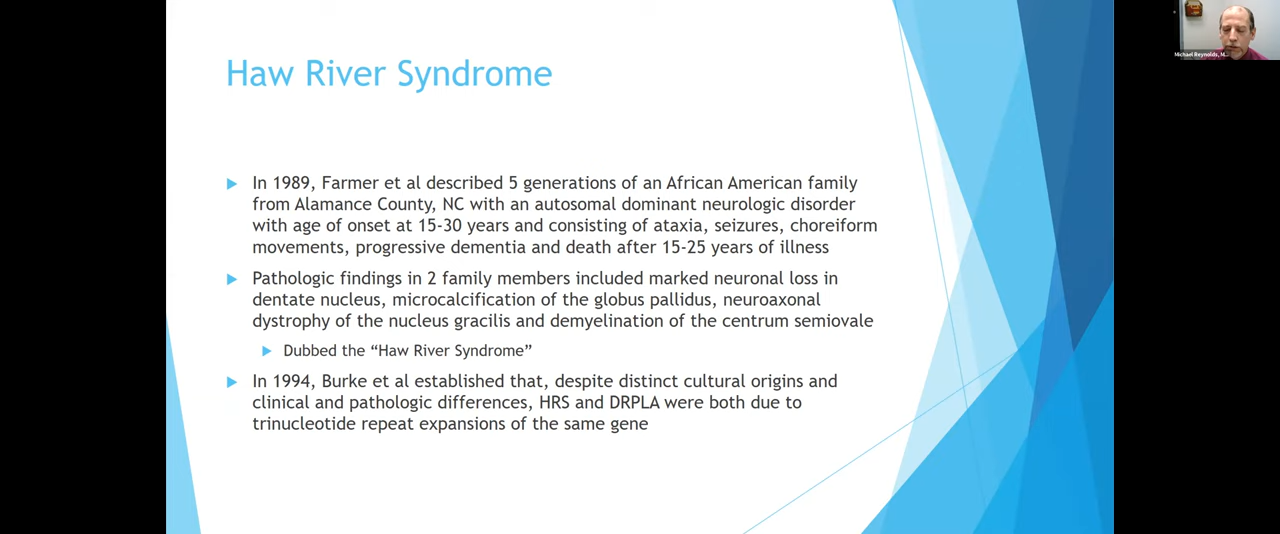 Haw River Syndrome
Michael Reynolds, M...
In 1989, Farmer et al described 5 generations of an African American family
from Alamance County, NC with an autosomal dominant neurologic disorder
with age of onset at 15-30 years and consisting of ataxia, seizures, choreiform
movements, progressive dementia and death after 15-25 years of illness
Pathologic findings in 2 family members included marked neuronal loss in
dentate nucleus, microcalcification of the globus pallidus, neuroaxonal
dystrophy of the nucleus gracilis and demyelination of the centrum semiovale
Dubbed the “Haw River Syndrome”
In 1994, Burke et al established that, despite distinct cultural origins and
clinical and pathologic differences, HRS and DRPLA were both due to
trinucleotide repeat expansions of the same gene